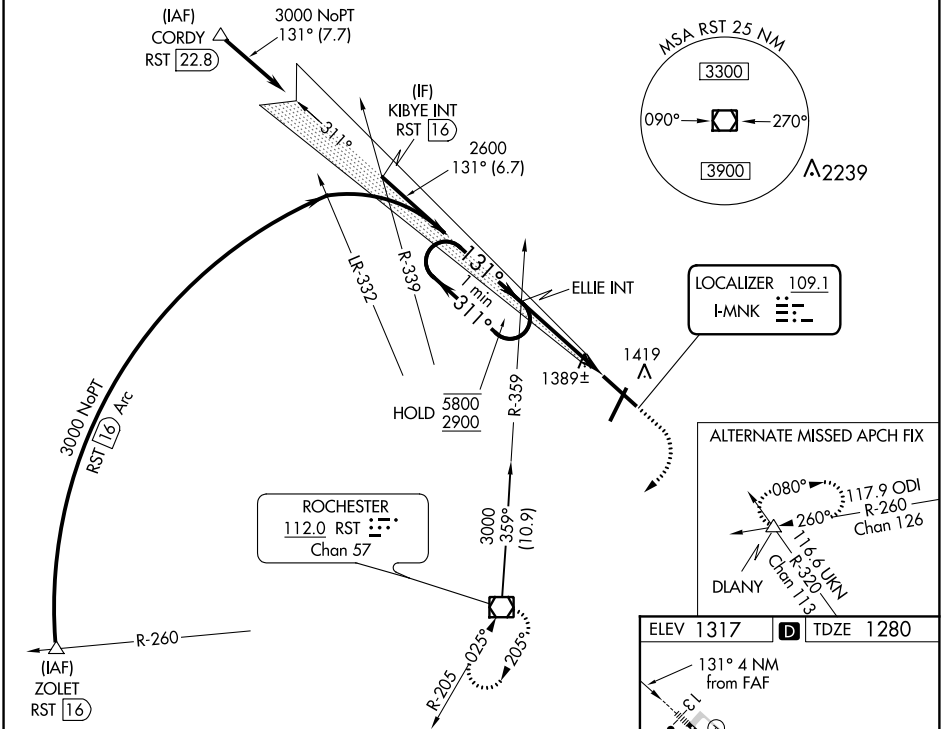 (IAF)
CORDY
RST 22.8
3000 NoPT
131° (7.7)
(IF)
KIBYE INT
RST 16
2600
131° (6.7)
311°
MSA RST 25 NM
3300
090°
270°
3900
2239
LR-332
R-339
131°
1 min
311°
ELLIE INT
LOCALIZER 109.1
I-MNK
1419
1389±
HOLD 5800
2900
R-359
3000 NoPT
RST 16 Arc
ALTERNATE MISSED APCH FIX
080°
117.9 ODI
R-260
Chan 126
260°
116.6 UKN
R-320
Chan 113
DLANY
ROCHESTER
112.0 RST
Chan 57
3000
359°
(10.9)
R-260
(IAF)
ZOLET
RST 16
025°
205°
R-205
ELEV 1317
D
TDZE 1280
131° 4 NM
from FAF
13